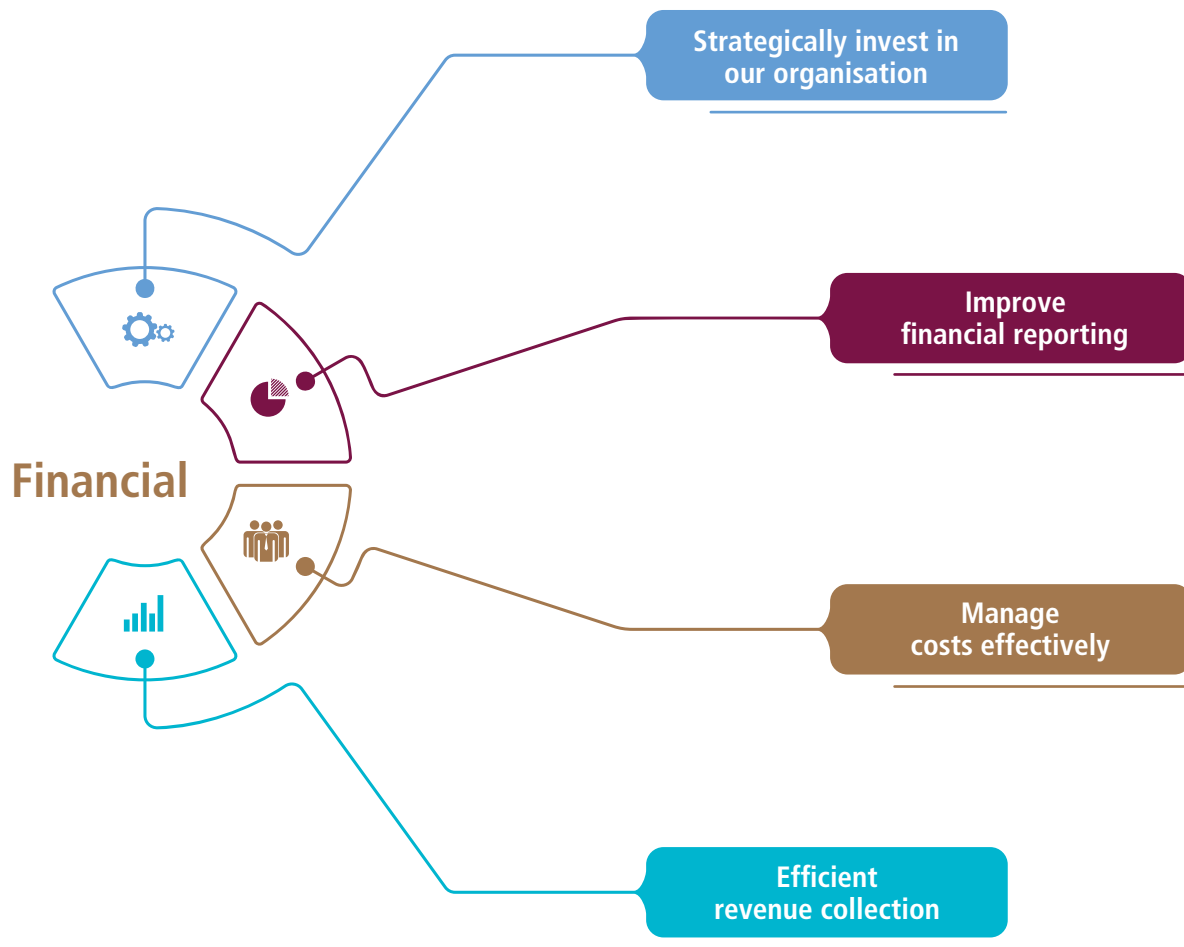 Strategically invest in
our organisation
Improve
financial reporting
Financial
Manage
costs effectively
Efficient
revenue collection